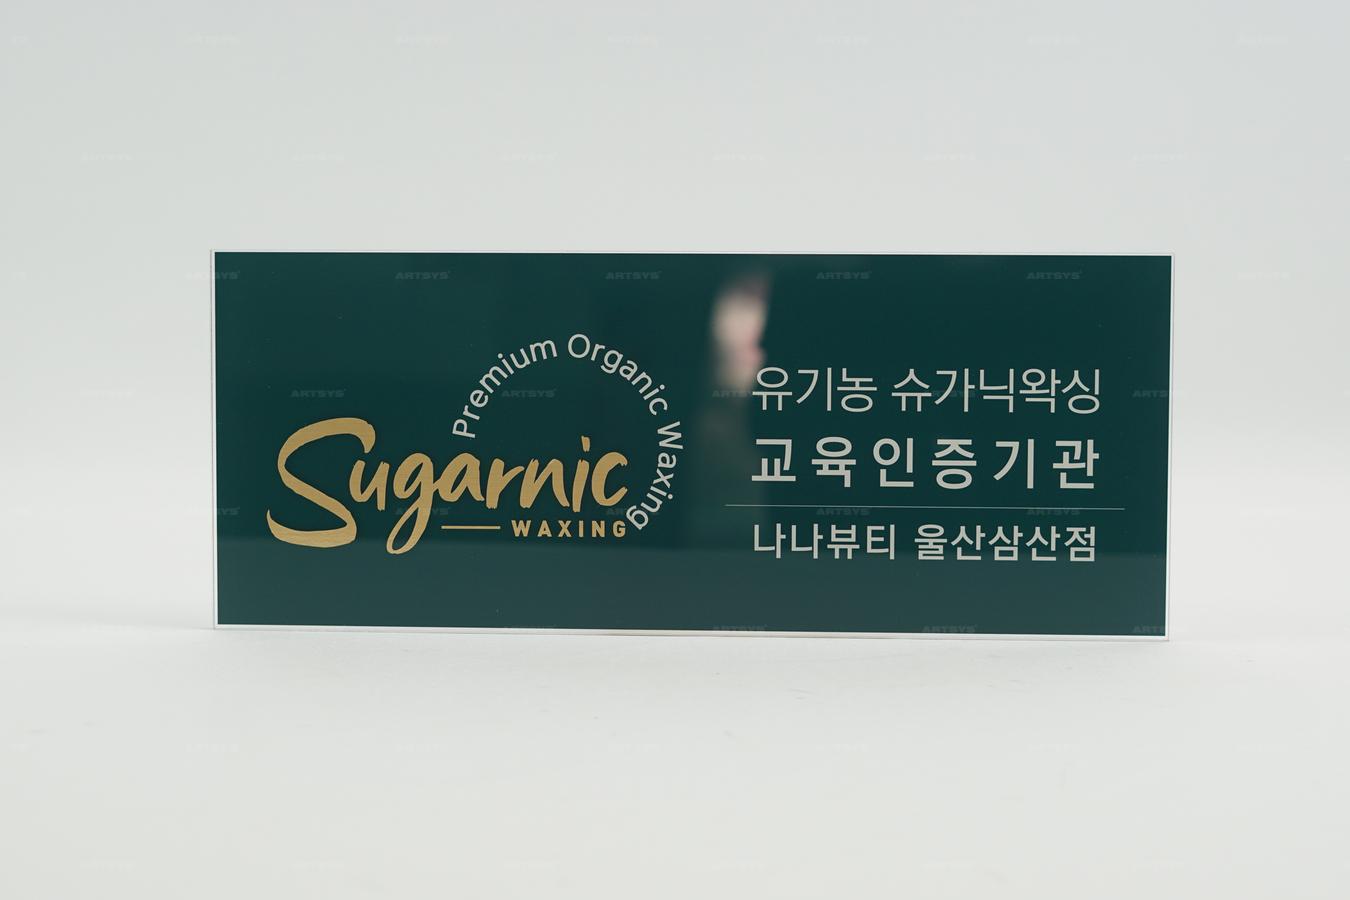 Premium Organic Waxing
Sugarnic
WAXING
유기농 슈가닉왁싱
교육인증기관
나나뷰티 울산삼산점
ARTSYS